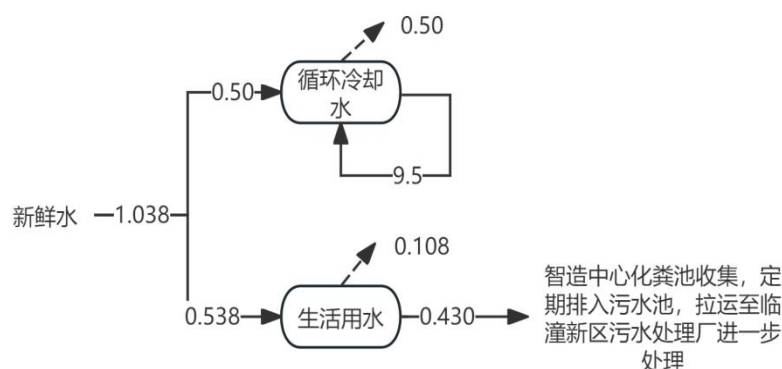 0.50
0.50
循环冷却
水
9.5
新鲜水
1.038
0.108
0.538
生活用水
0.430
智造中心化粪池收集，定
期排入污水池，拉运至临
潼新区污水处理厂进一步
处理